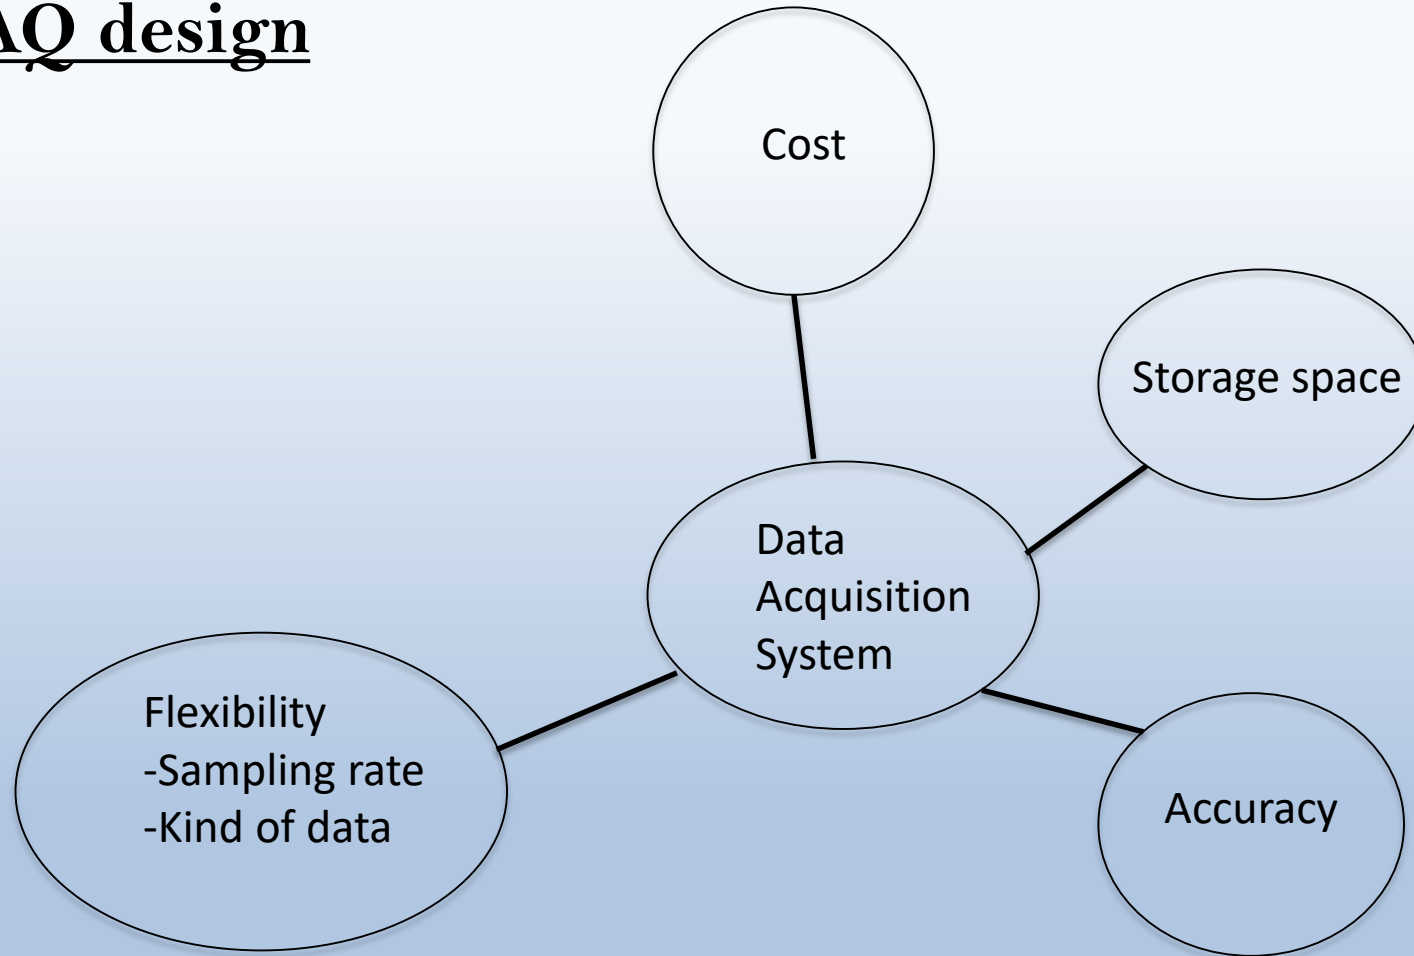 AQ design
Cost
Storage space
Data
Acquisition
System
Flexibility
-Sampling rate
-Kind of data
Accuracy